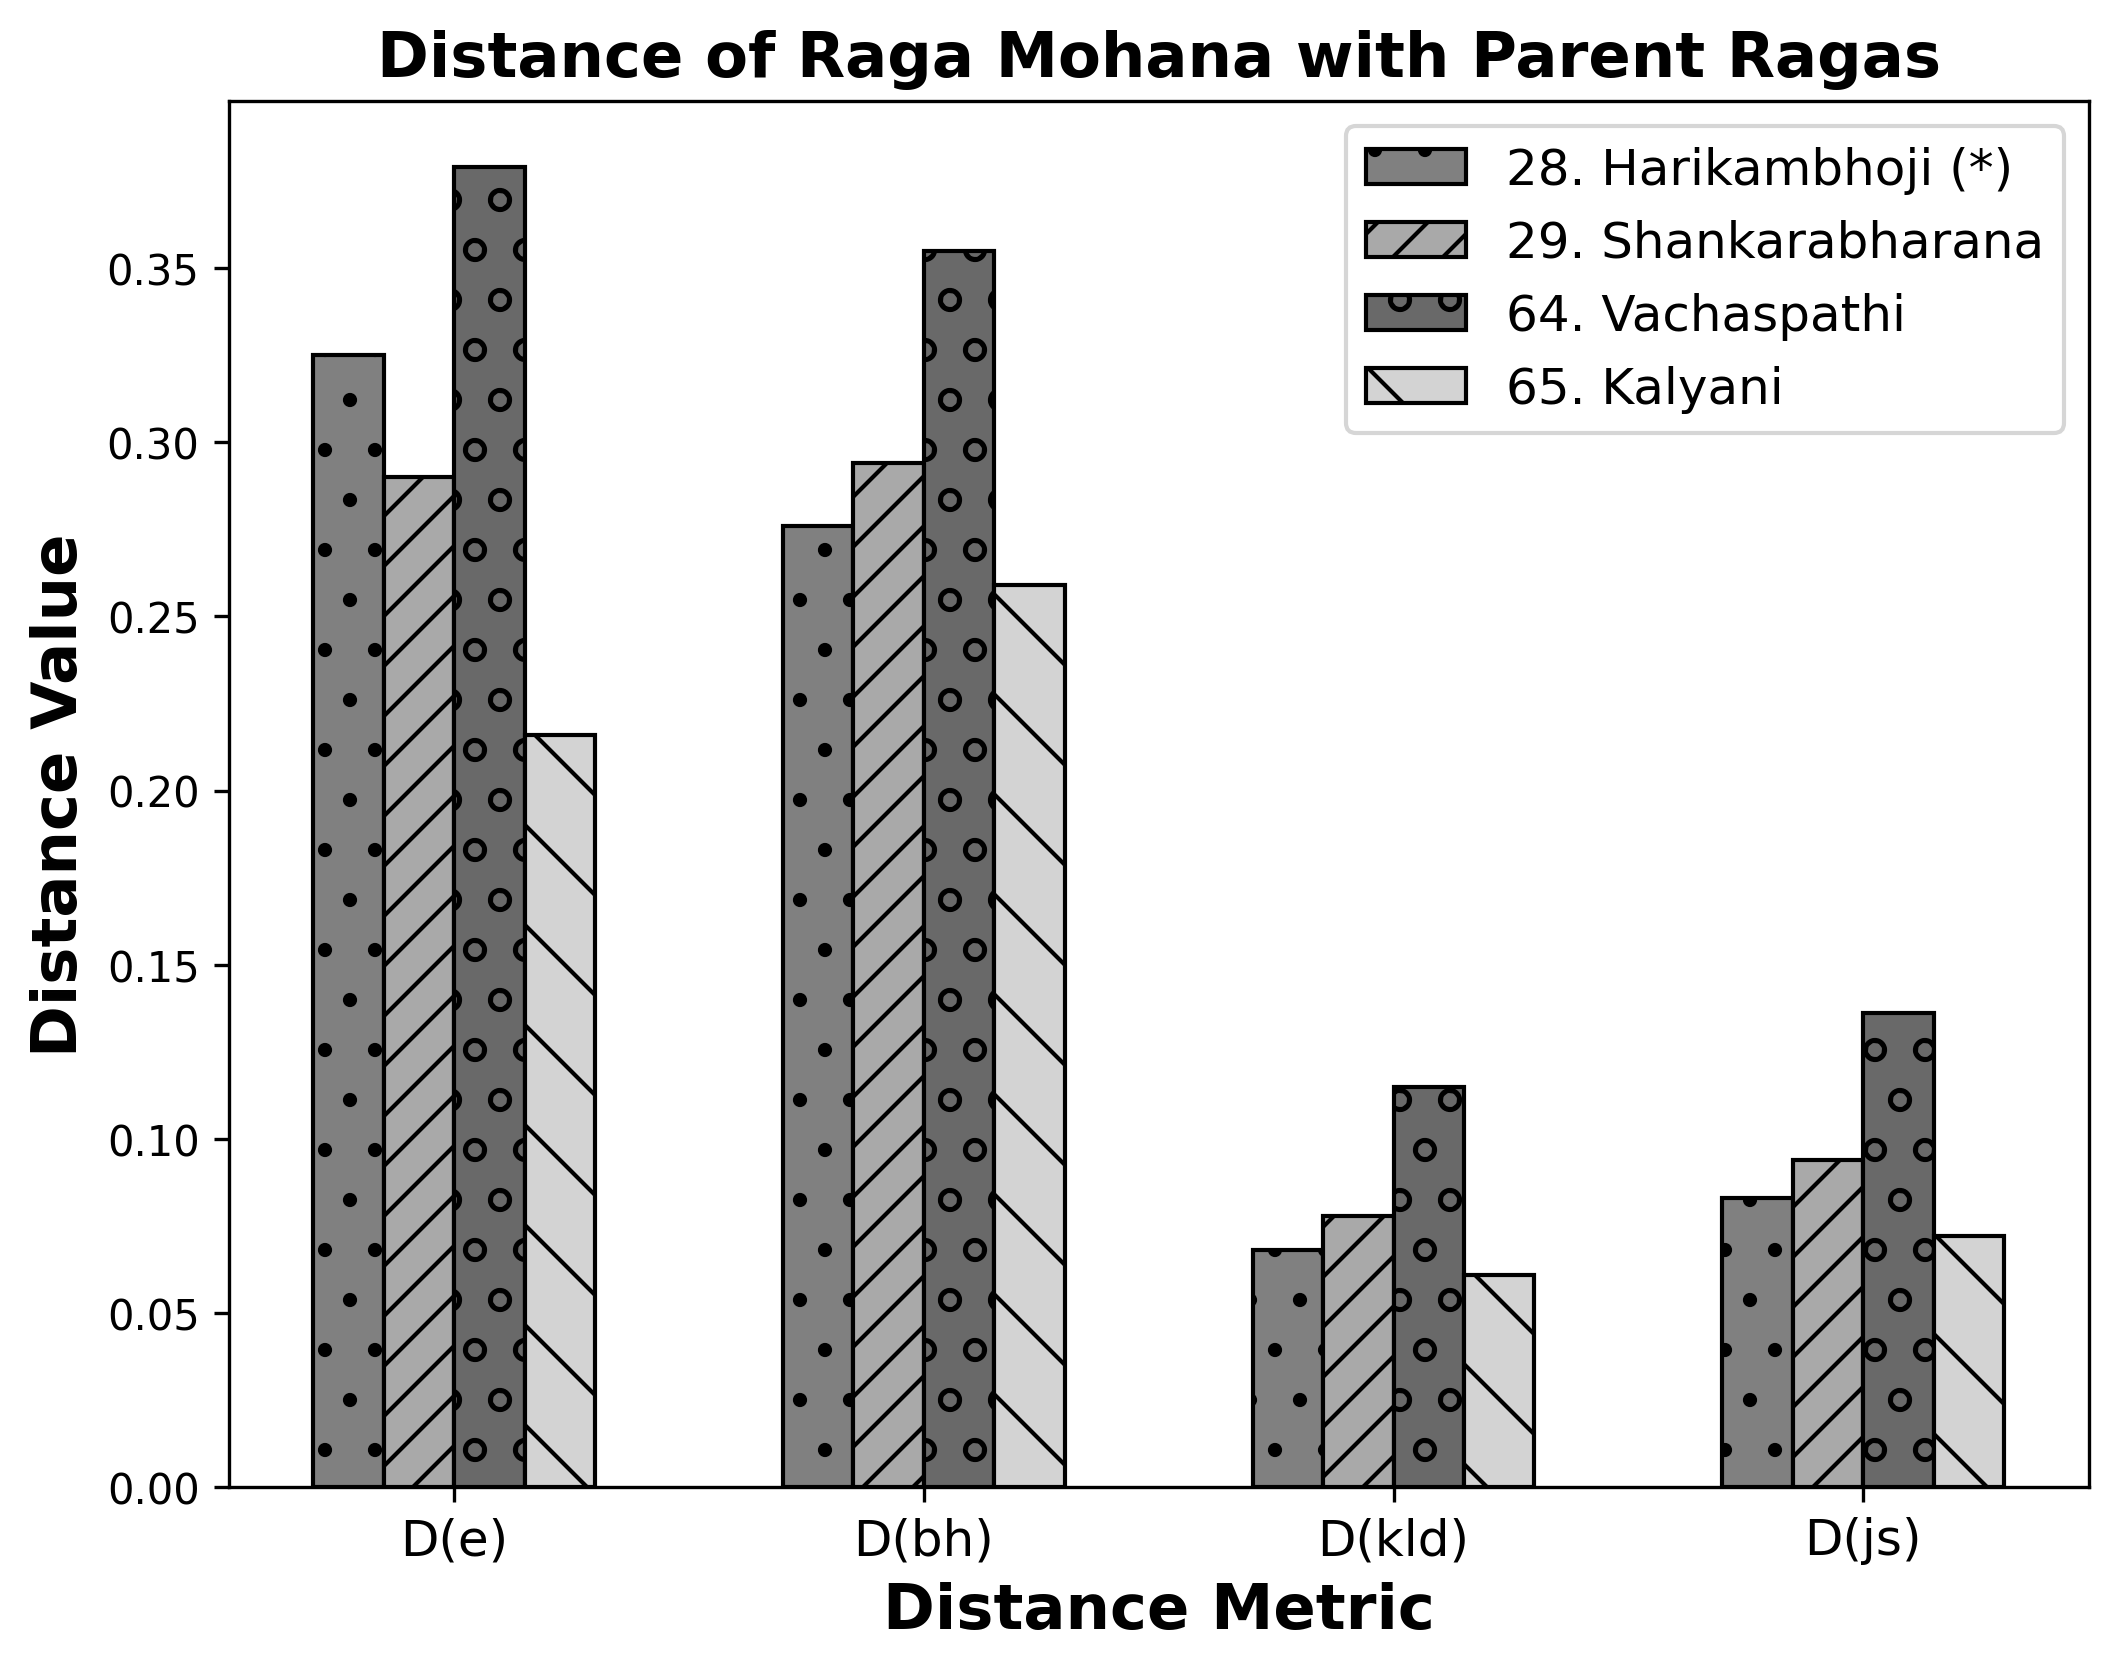 Distance of Raga Mohana with Parent Ragas
28. Harikambhoji (*)
29. Shankarabharana
64. Vachaspathi
65. Kalyani
Distance Value
0.35
0.30
0.25
0.20
0.15
0.10
0.05
0.00
D(e) D(bh) D(kld) D(js)
Distance Metric